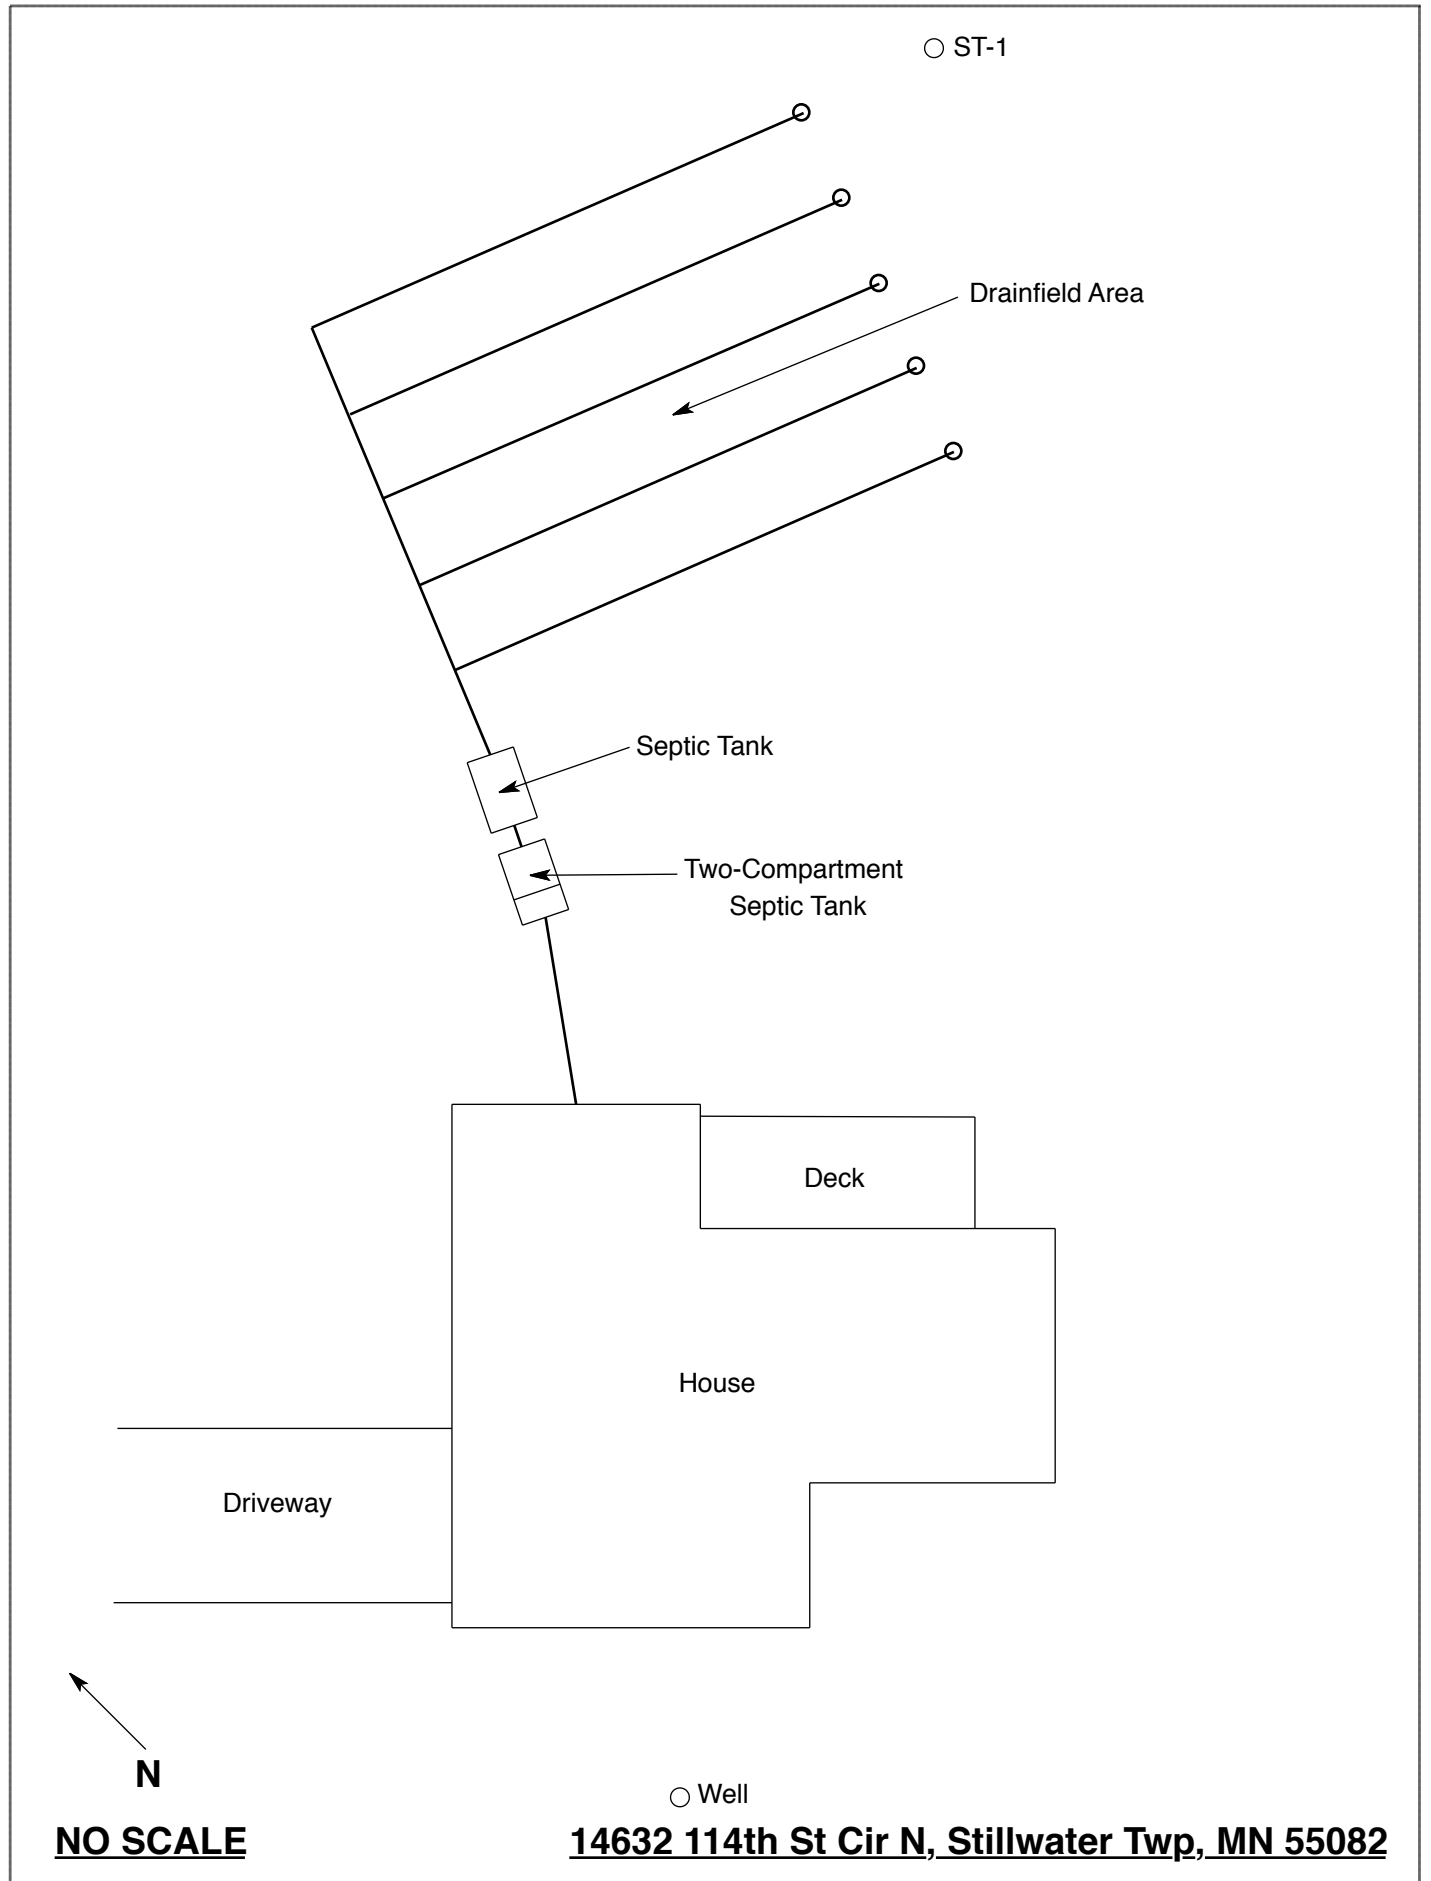 ST-1
Drainfield Area
Septic Tank
Two-Compartment
Septic Tank
Deck
House
Driveway
N
Well
NO SCALE
14632 114th St Cir N, Stillwater Twp, MN 55082